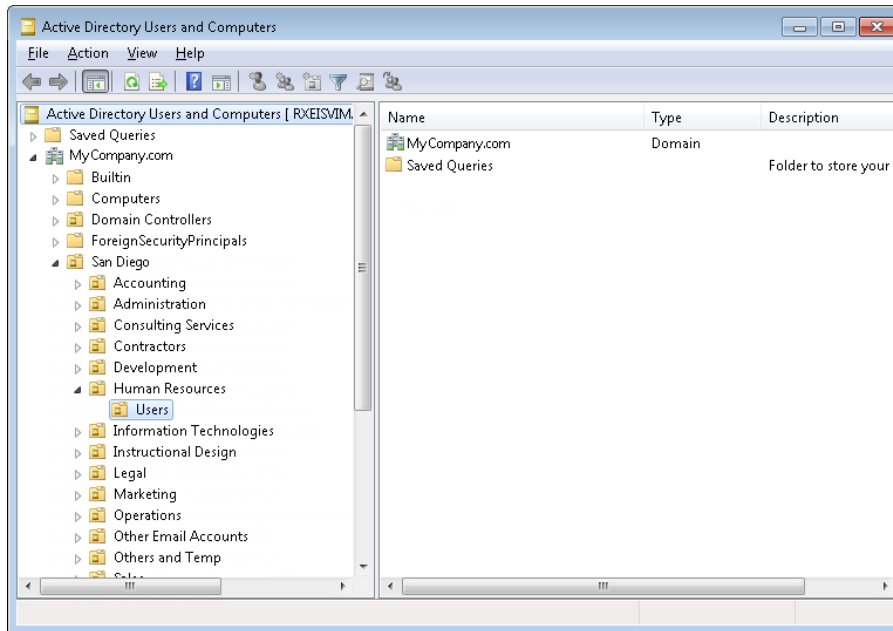 Active Directory Users and Computers
File Action View Help
Active Directory Users and Computers [ RXEISVIM.
Saved Queries
MyCompany.com
Builtin
Computers
Domain Controllers
ForeignSecurityPrincipals
San Diego
Accounting
Administration
Consulting Services
Contractors
Development
Human Resources
Users
Information Technologies
Instructional Design
Legal
Marketing
Operations
Other Email Accounts
Others and Temp
Name Type Description
MyCompany.com Domain
Saved Queries Folder to store your